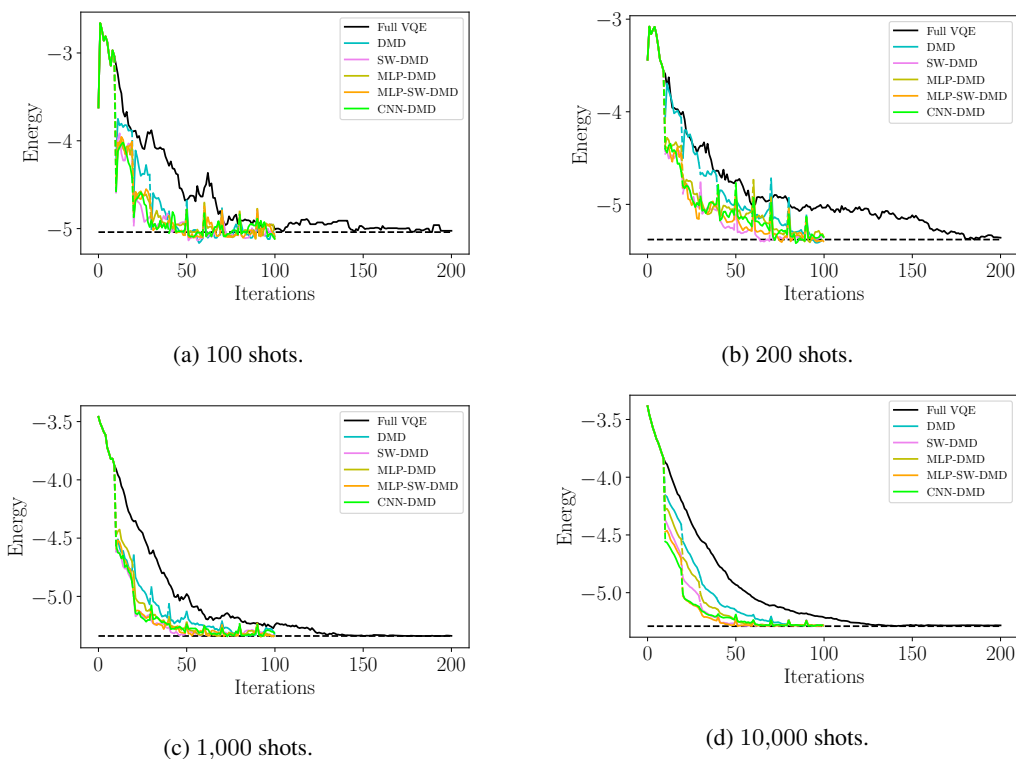 Energy
−3
−4
−5
0
50
100
150
200
Iterations
Full VQE
DMD
SW-DMD
MLP-DMD
MLP-SW-DMD
CNN-DMD
(a) 100 shots.
Energy
−3
−4
−5
0
50
100
150
200
Iterations
Full VQE
DMD
SW-DMD
MLP-DMD
MLP-SW-DMD
CNN-DMD
(b) 200 shots.
Energy
−3.5
−4.0
−4.5
−5.0
0
50
100
150
200
Iterations
Full VQE
DMD
SW-DMD
MLP-DMD
MLP-SW-DMD
CNN-DMD
(c) 1,000 shots.
Energy
−3.5
−4.0
−4.5
−5.0
0
50
100
150
200
Iterations
Full VQE
DMD
SW-DMD
MLP-DMD
MLP-SW-DMD
CNN-DMD
(d) 10,000 shots.